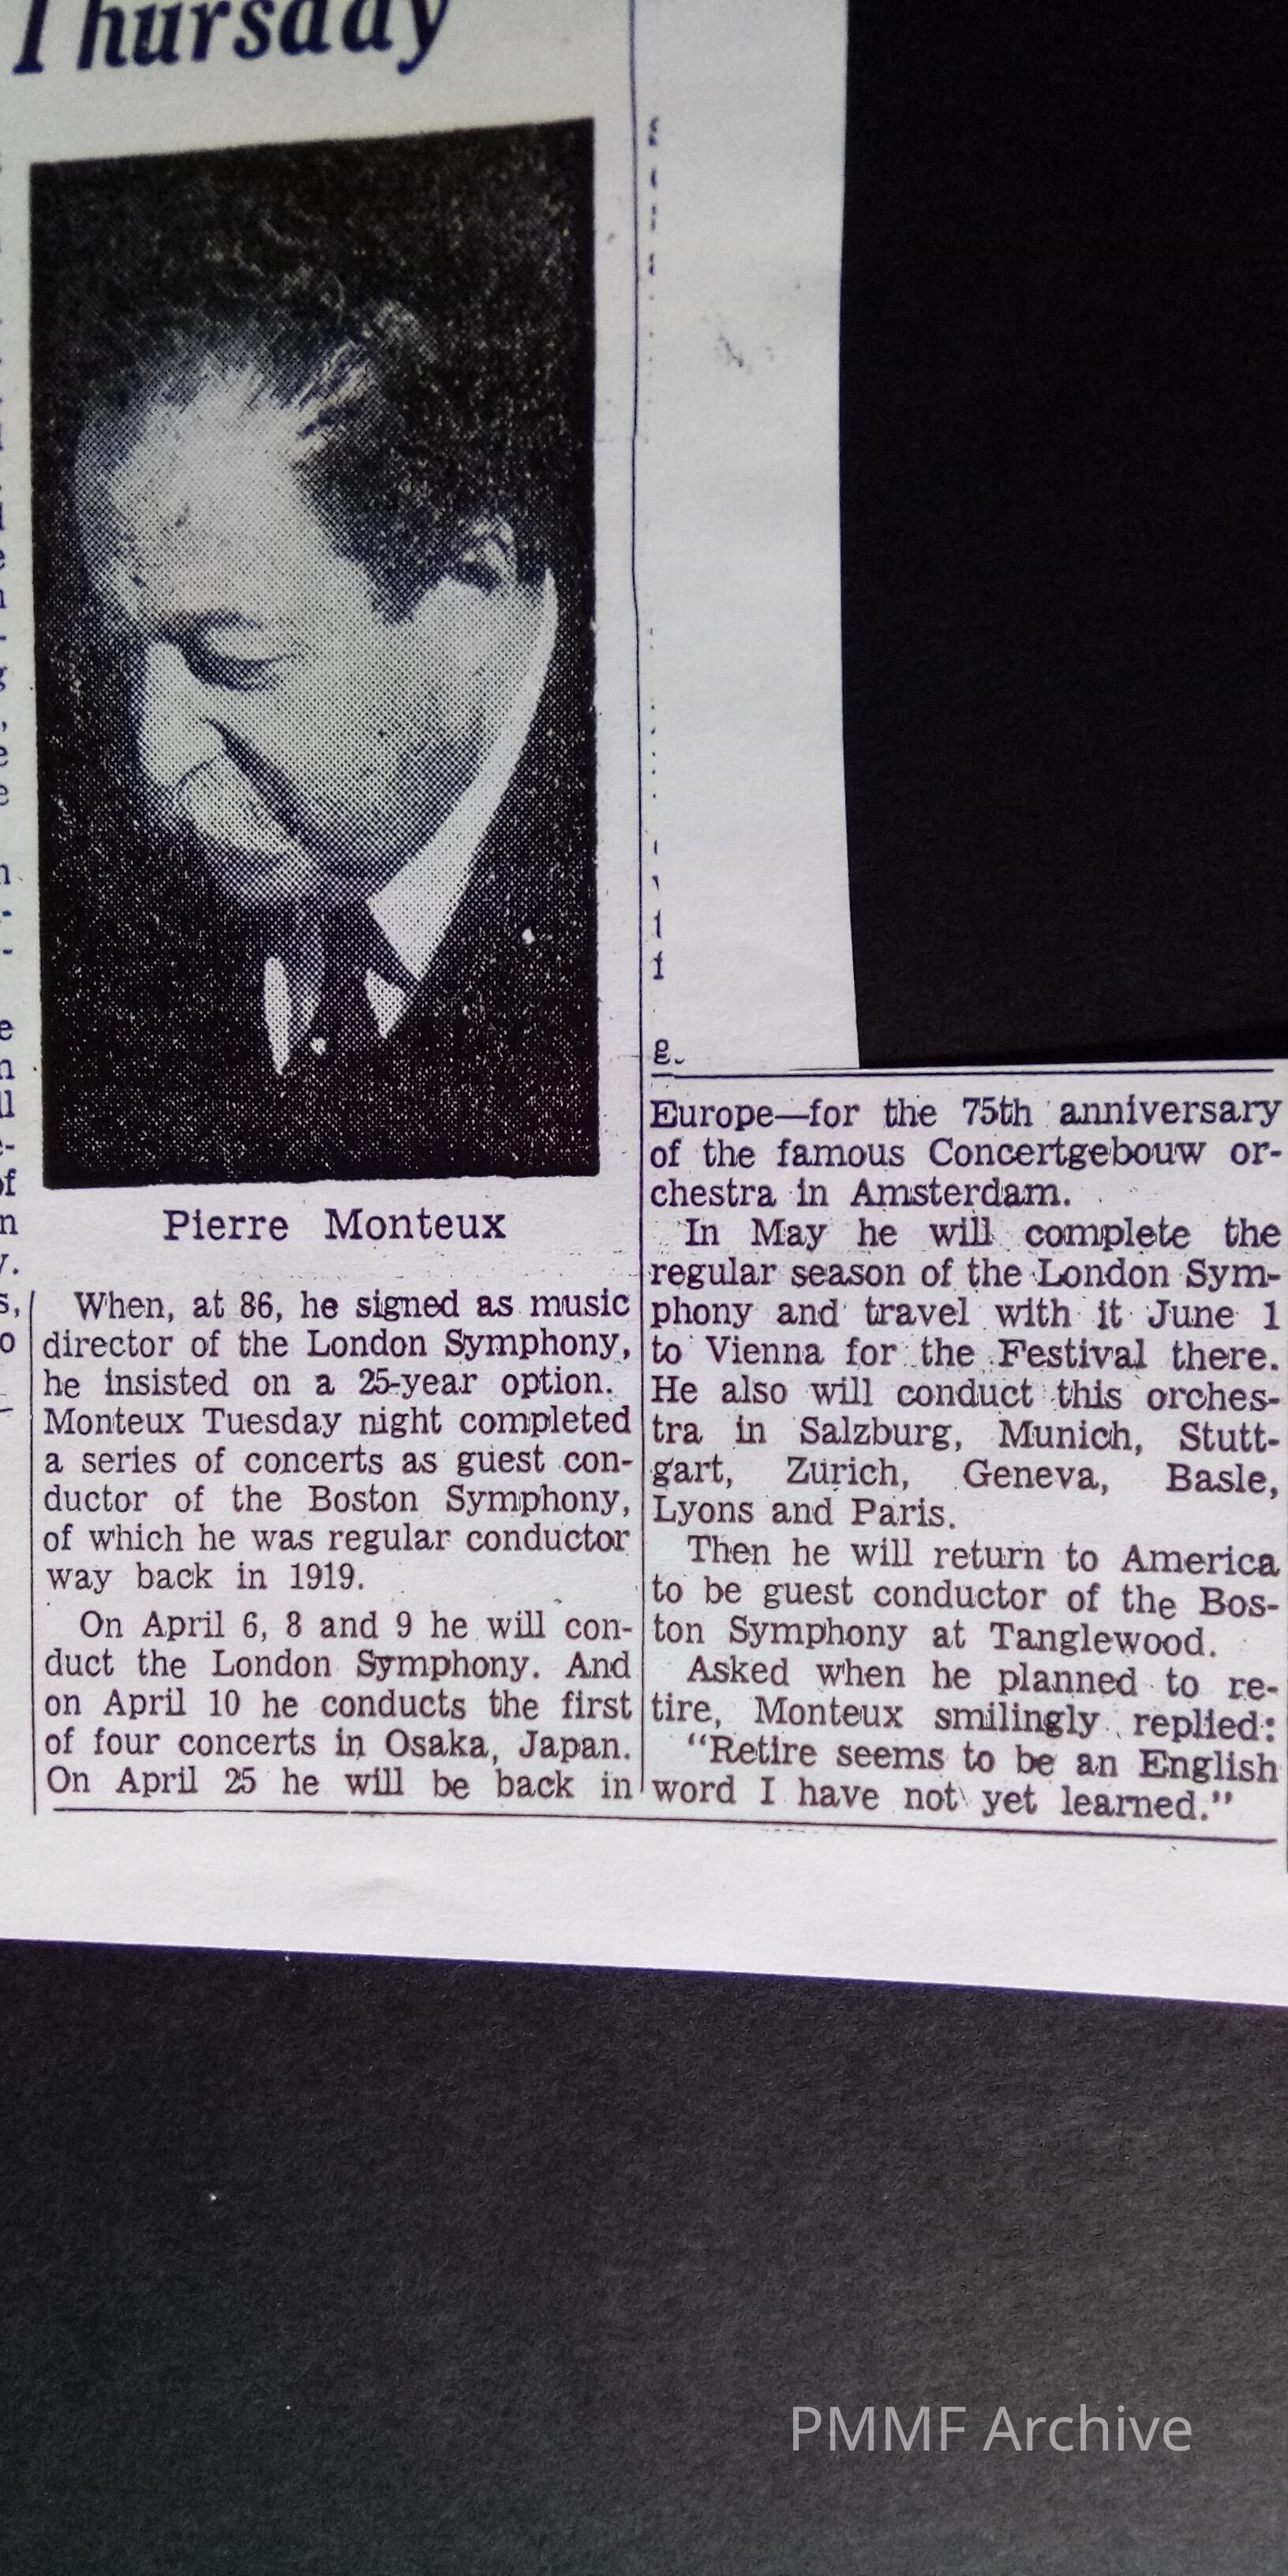 Thursday
Pierre Monteux
When, at 86, he signed as music
director of the London Symphony,
he insisted on a 25-year option.
Monteux Tuesday night completed
a series of concerts as guest con-
ductor of the Boston Symphony,
of which he was regular conductor
way back in 1919.
On April 6, 8 and 9 he will con-
duct the London Symphony. And
on April 10 he conducts the first
of four concerts in Osaka, Japan.
On April 25 he will be back in
Europe—for the 75th anniversary
of the famous Concertgebouw or-
chestra in Amsterdam.
In May he will complete the
regular season of the London Sym-
phony and travel with it June 1
to Vienna for the Festival there.
He also will conduct this orches-
tra in Salzburg, Munich, Stutt-
gart, Zurich, Geneva, Basle,
Lyons and Paris.
Then he will return to America
to be guest conductor of the Bos-
ton Symphony at Tanglewood.
Asked when he planned to re-
tire, Monteux smilingly replied:
"Retire seems to be an English
word I have not yet learned."
PMMF Archive